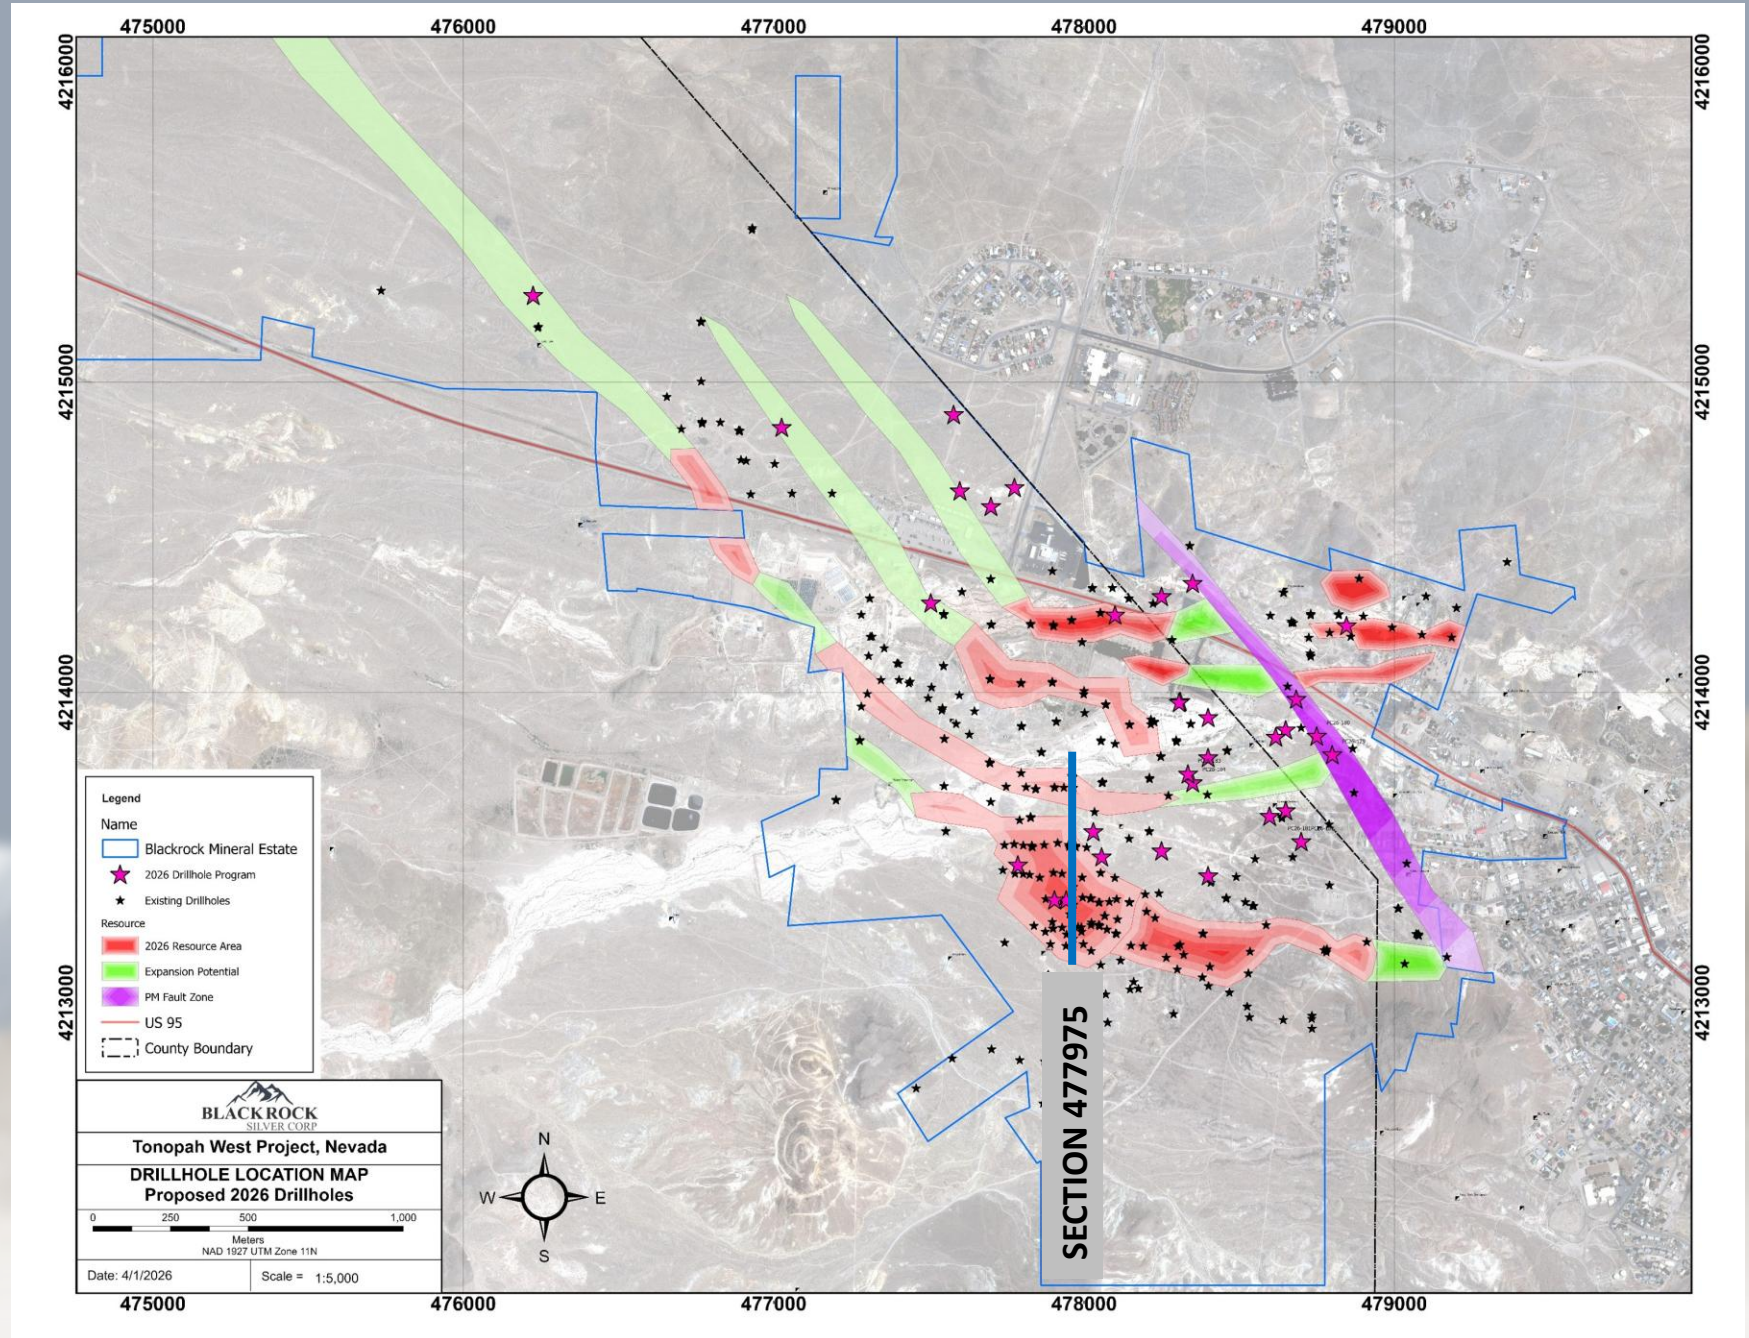 475000 476000 477000 478000 479000
4216000 4216000
4215000 4215000
4214000 4214000
4213000 4213000
Legend
Name
Blackrock Mineral Estate
2026 Drillhole Program
Existing Drillholes
Resource
2026 Resource Area
Expansion Potential
PM Fault Zone
US 95
County Boundary
BLACKROCK
SILVER CORP
Tonopah West Project, Nevada
DRILLHOLE LOCATION MAP
Proposed 2026 Drillholes
0 250 500 1,000
Meters
NAD 1927 UTM Zone 11N
Date: 4/1/2026 Scale = 1:5,000
N
W E
S
SECTION 477975
475000 476000 477000 478000 479000